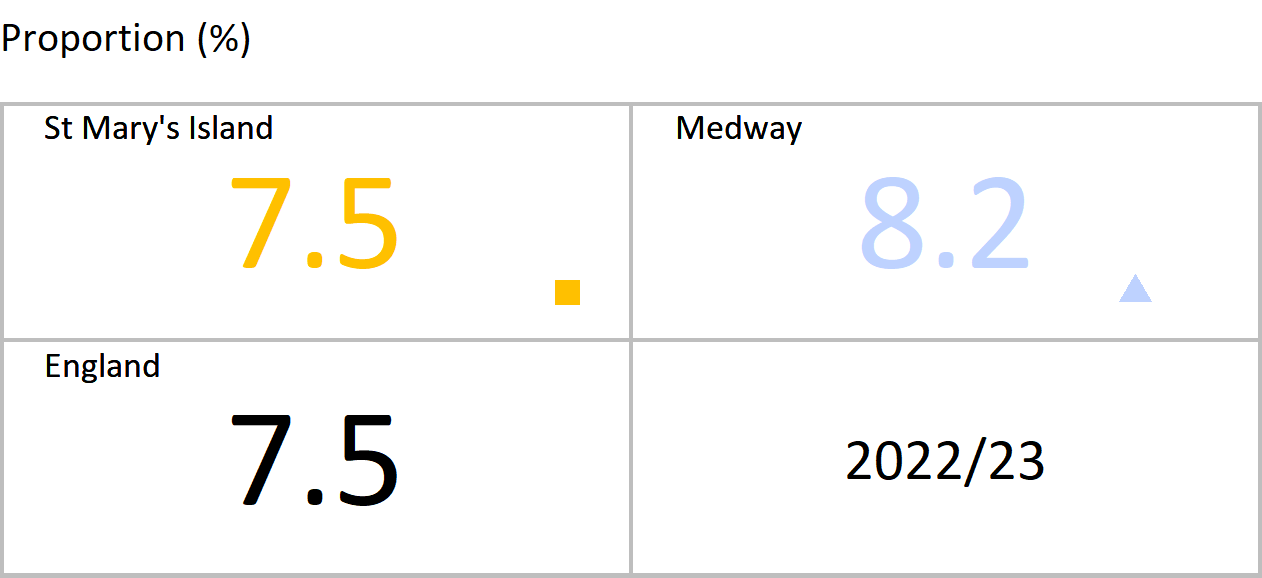 Proportion (%)
St Mary's Island
7.5
Medway
8.2
England
7.5
2022/23